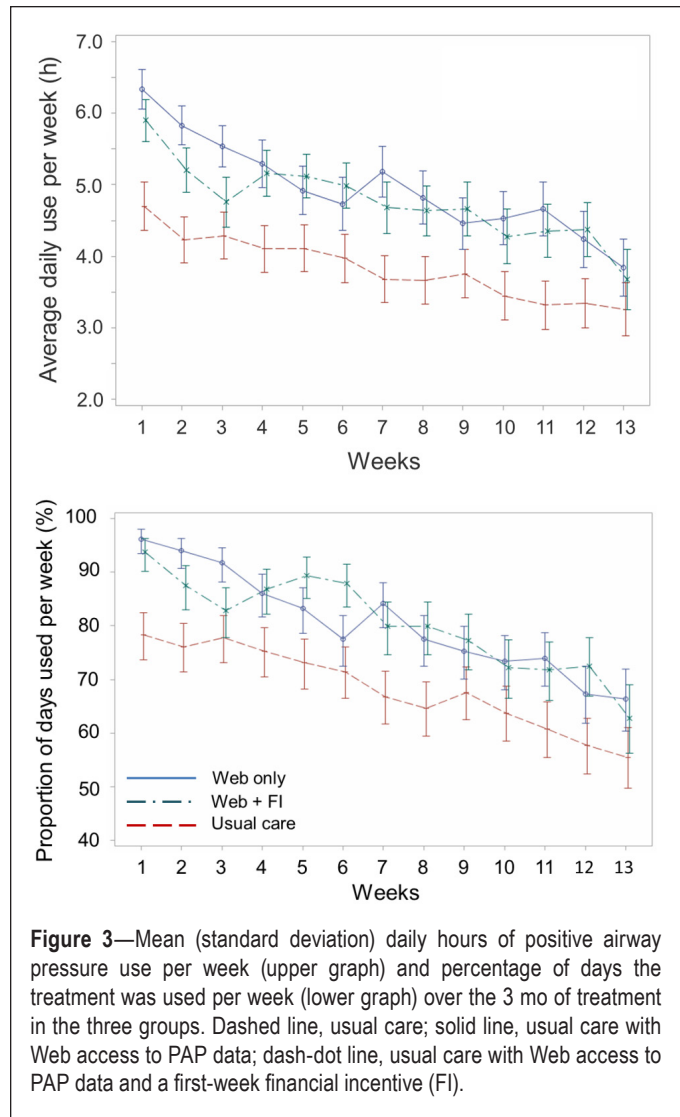 7.0
6.0
5.0
4.0
3.0
2.0
Average daily use per week (h)
1 2 3 4 5 6 7 8 9 10 11 12 13
Weeks
100
90
80
70
60
50
40
Proportion of days used per week (%)
Web only
Web + FI
Usual care
1 2 3 4 5 6 7 8 9 10 11 12 13
Weeks
Figure 3—Mean (standard deviation) daily hours of positive airway
pressure use per week (upper graph) and percentage of days the
treatment was used per week (lower graph) over the 3 mo of treatment
in the three groups. Dashed line, usual care; solid line, usual care with
Web access to PAP data; dash-dot line, usual care with Web access to
PAP data and a first-week financial incentive (FI).